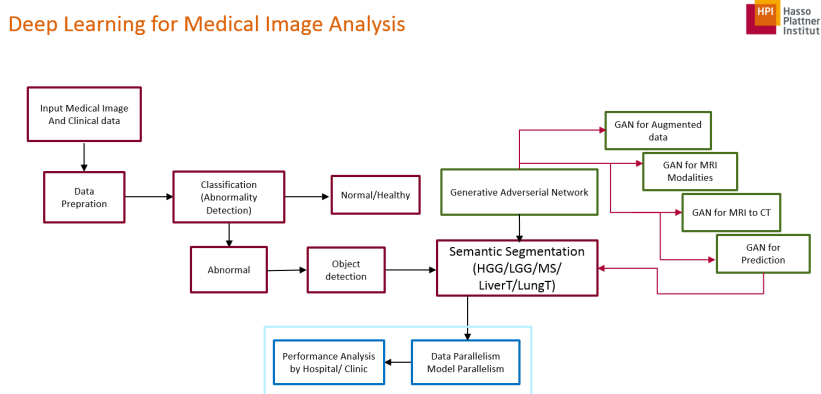 Deep Learning for Medical Image Analysis
HPI
Hasso
Plattner
Institut
Input Medical Image
And Clinical data
Data
Prepration
Classification
(Abnormality
Detection)
Normal/Healthy
Abnormal
Object
detection
Generative Adverserial Network
Semantic Segmentation
(HGG/LGG/MS/
LiverT/LungT)
GAN for Augmented
data
GAN for MRI
Modalities
GAN for MRI to CT
GAN for
Prediction
Performance Analysis
by Hospital/ Clinic
Data Parallelism
Model Parallelism